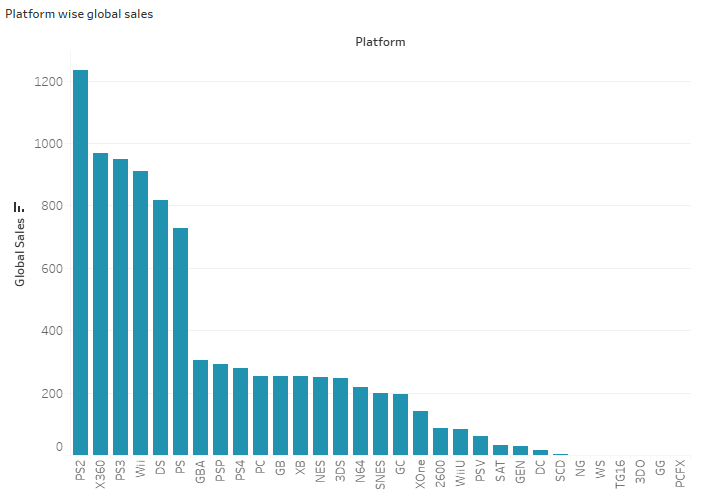 Platform wise global sales
Platform
1200
1000
800
600
400
200
0
Global Sales
PS2
X360
PS3
Wii
DS
PS
GBA
PSP
PS4
PC
GB
XB
NES
3DS
N64
SNES
GC
XOne
2600
WiiU
PSV
SAT
GEN
DC
SCD
NG
WS
TG16
3DO
GG
PCFX